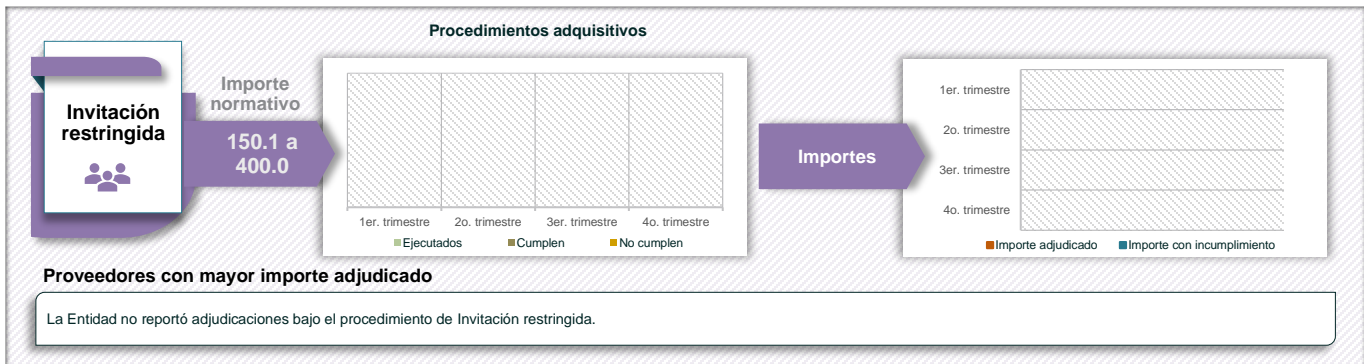 Procedimientos adquisitivos
Invitación
restringida
Importe
normativo
150.1 a
400.0
1er. trimestre
2o. trimestre
3er. trimestre
4o. trimestre
Ejecutados
Cumplen
No cumplen
Importes
1er. trimestre
2o. trimestre
3er. trimestre
4o. trimestre
Importe adjudicado
Importe con incumplimiento
Proveedores con mayor importe adjudicado
La Entidad no reportó adjudicaciones bajo el procedimiento de Invitación restringida.